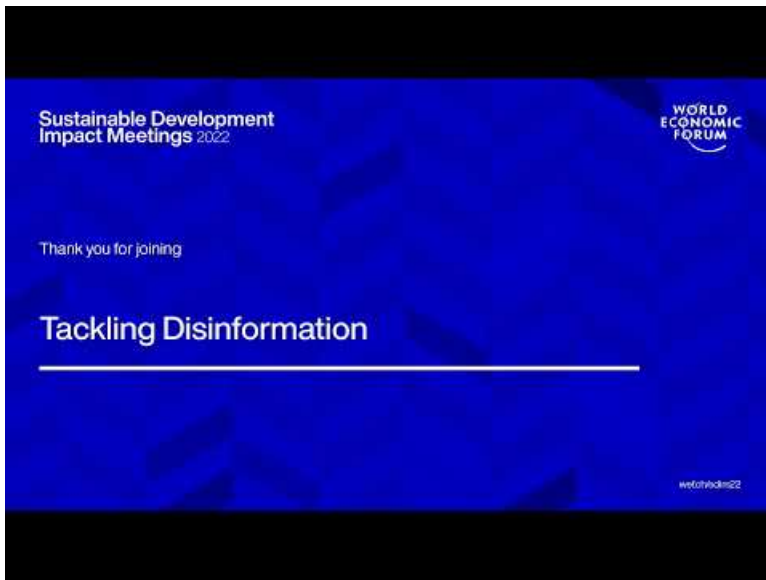 Sustainable Development
Impact Meetings 2022
WORLD
ECONOMIC
FORUM
Thank you for joining
Tackling Disinformation